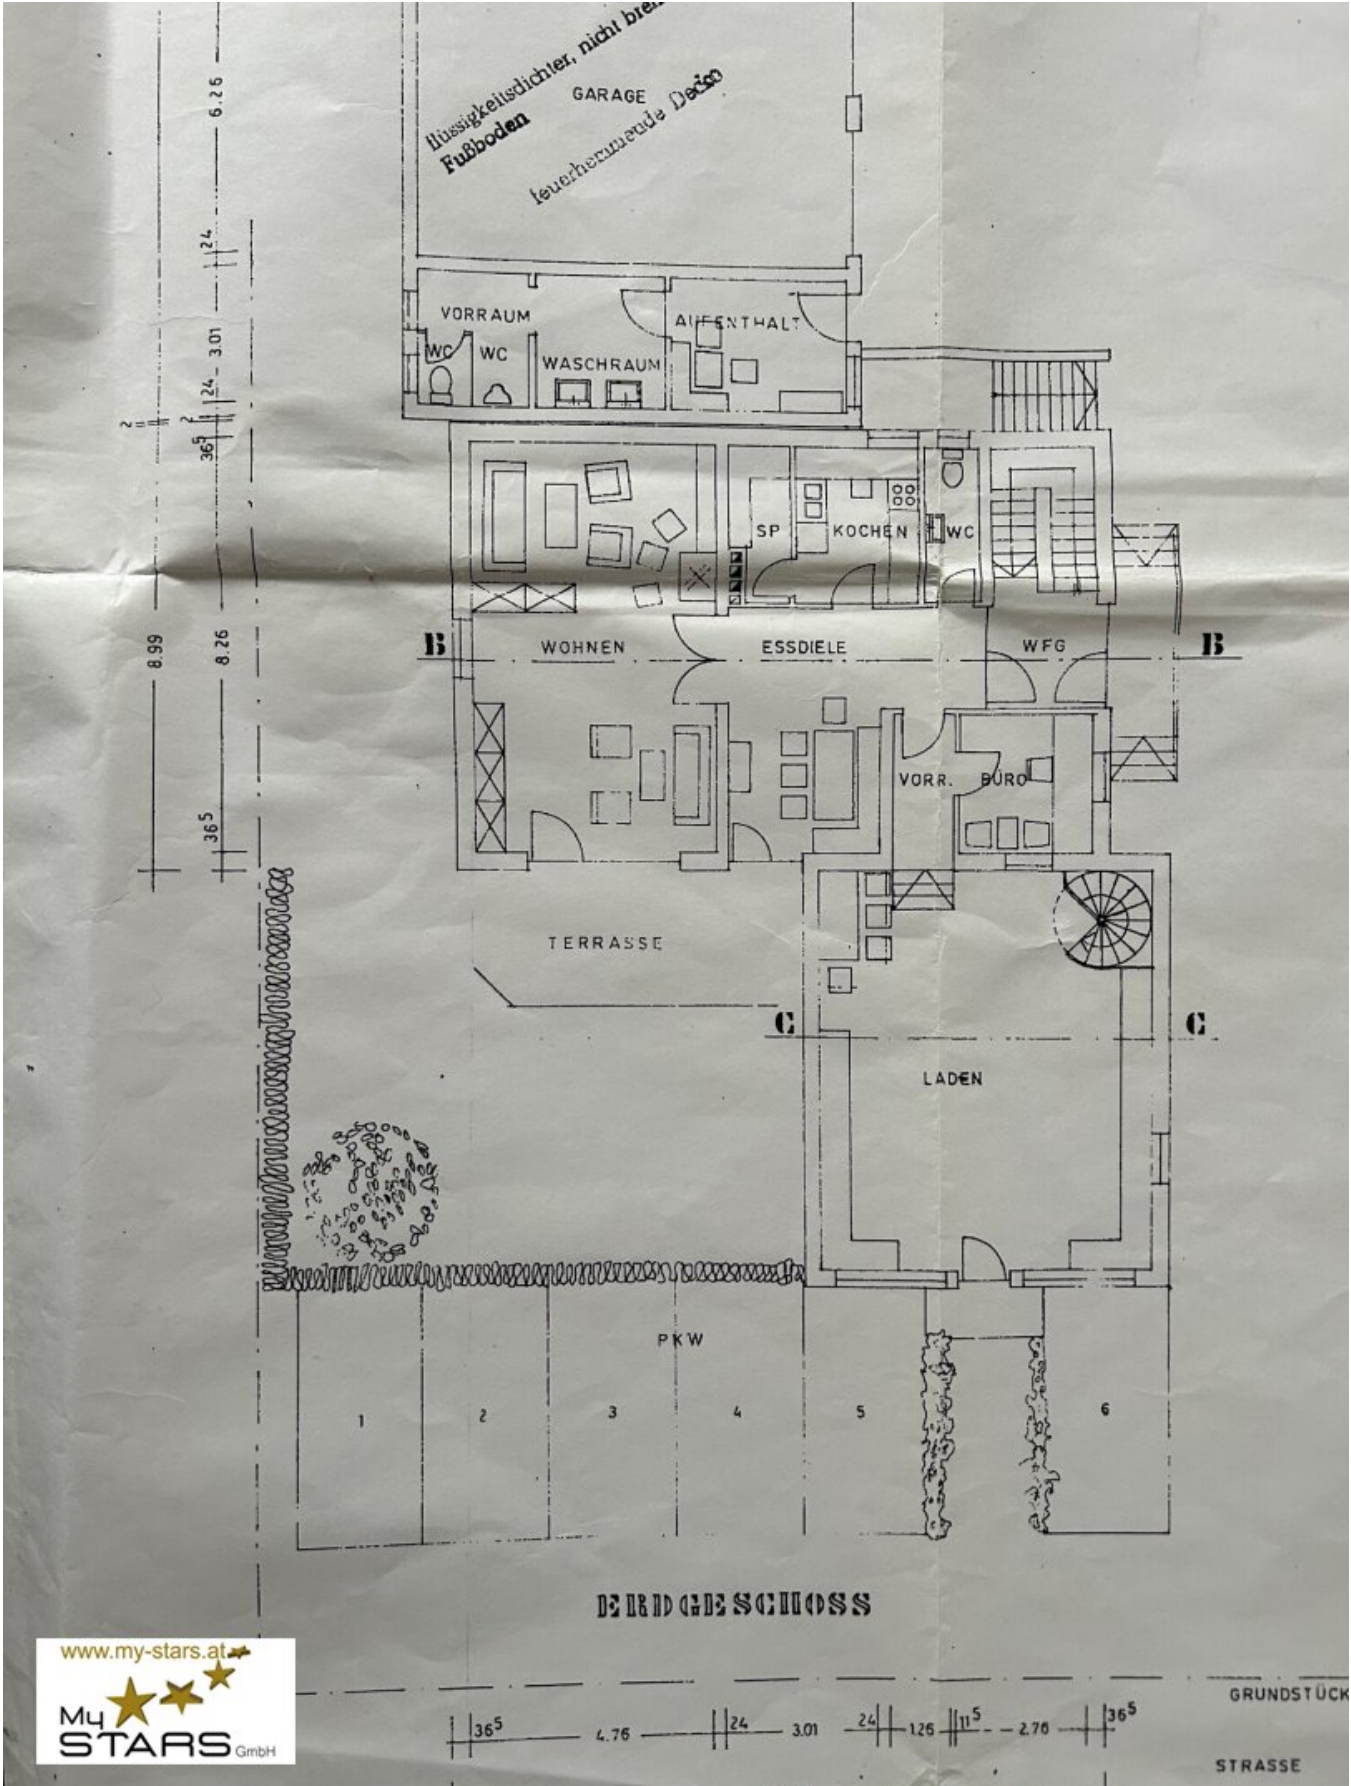 flüssigkeitsdichter, nicht
Fußboden
GARAGE
feuerhemmende Decke
6.26
24
3.01
24
2
2
36⁵
8.99
8.26
36⁵
VORRAUM
AUFENTHALT
WC
WC
WASCHRAUM
SP
KOCHEN
WC
B
WOHNEN
ESSDIELE
WFG
B
VORR.
BÜRO
TERRASSE
C
C
LADEN
PKW
1
2
3
4
5
6
ERDGESCHOSS
www.my-stars.at
My
STARS GmbH
GRUNDSTÜCK
36⁵
4.76
24
3.01
24
1.26
11⁵
2.76
36⁵
STRASSE